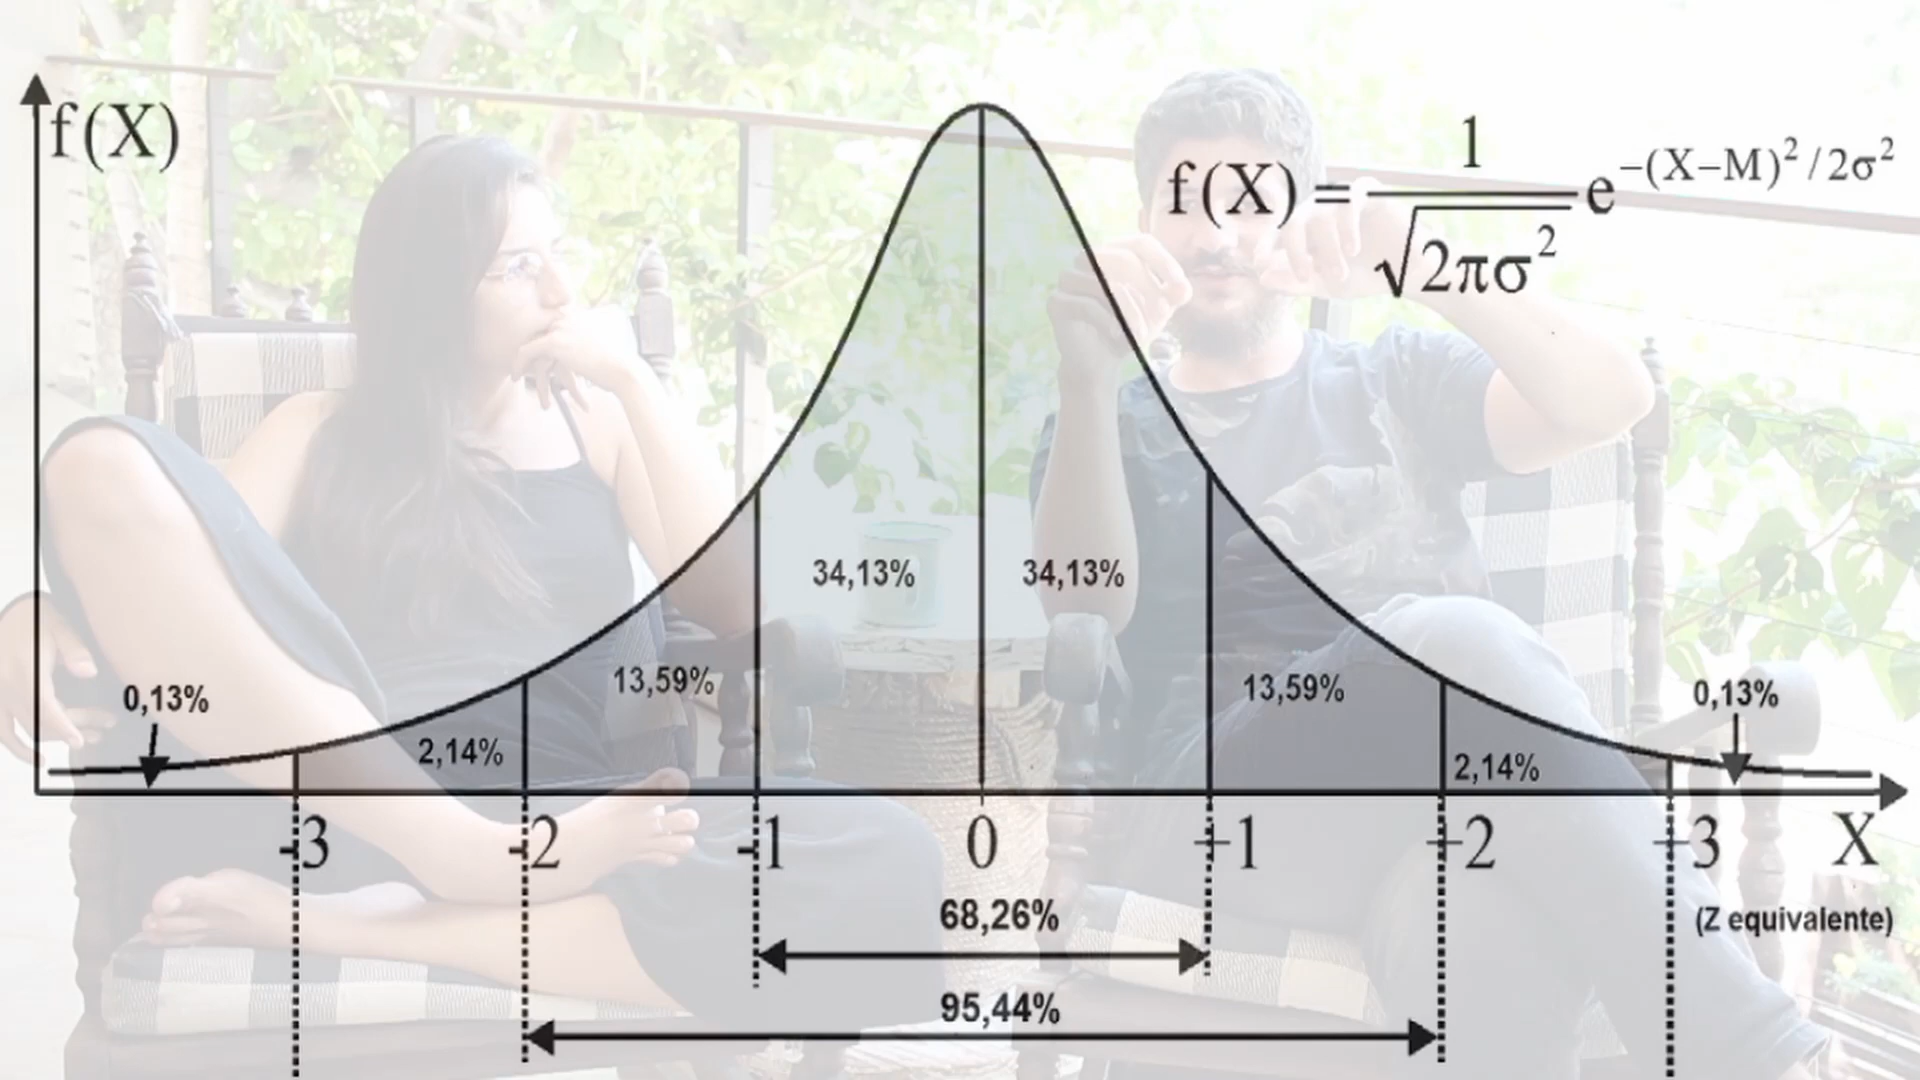 f(X)
f(X) = 1 / √2πσ² e^−(X−M)²/2σ²
34,13% 34,13%
13,59% 13,59%
0,13% 0,13%
2,14% 2,14%
-3 -2 -1 0 +1 +2 +3 X
68,26% (Z equivalente)
95,44%